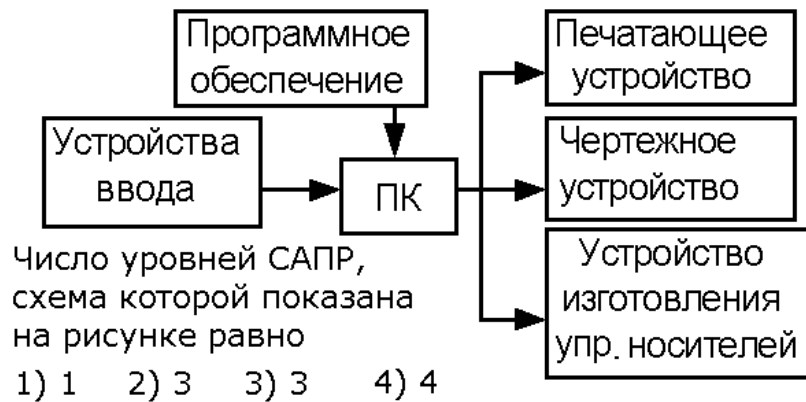 Программное
обеспечение
Устройства
ввода
ПК
Печатающее
устройство
Чертежное
устройство
Устройство
изготовления
упр. носителей
Число уровней САПР,
схема которой показана
на рисунке равно
1) 1 2) 3 3) 3 4) 4